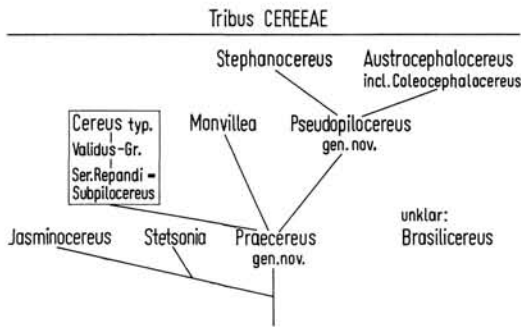 Tribus CEREEAE
Stephanocereus
Austrocephalocereus
incl. Coleocephalocereus
Cereus typ.
Validus-Gr.
Ser. Repandi =
Subpilocereus
Monvillea
Pseudopilocereus
gen. nov.
Jasminocereus
Stetsonia
Praecereus
gen. nov.
unklar:
Brasilicereus